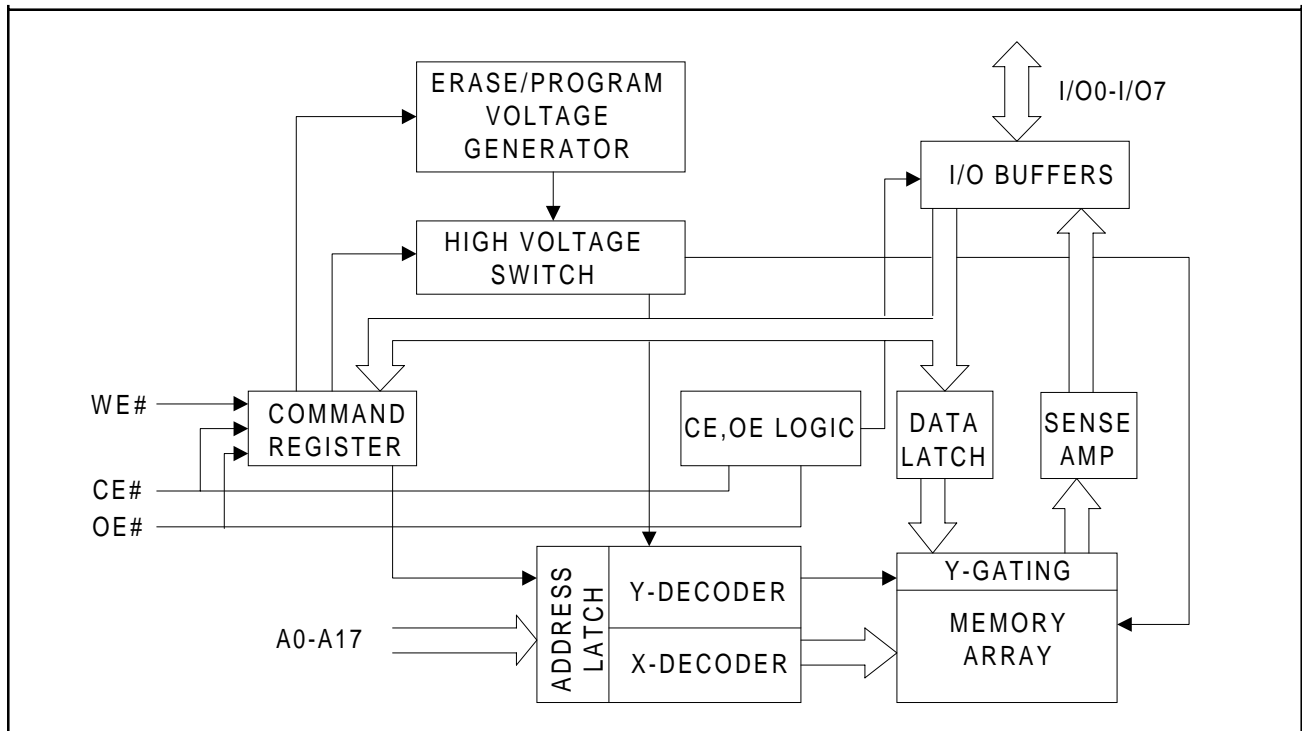 ERASE/PROGRAM
VOLTAGE
GENERATOR
I/O0-I/O7
I/O BUFFERS
HIGH VOLTAGE
SWITCH
WE#
COMMAND
REGISTER
CE,OE LOGIC
DATA
LATCH
SENSE
AMP
CE#
OE#
ADDRESS
LATCH
Y-DECODER
Y-GATING
A0-A17
X-DECODER
MEMORY
ARRAY